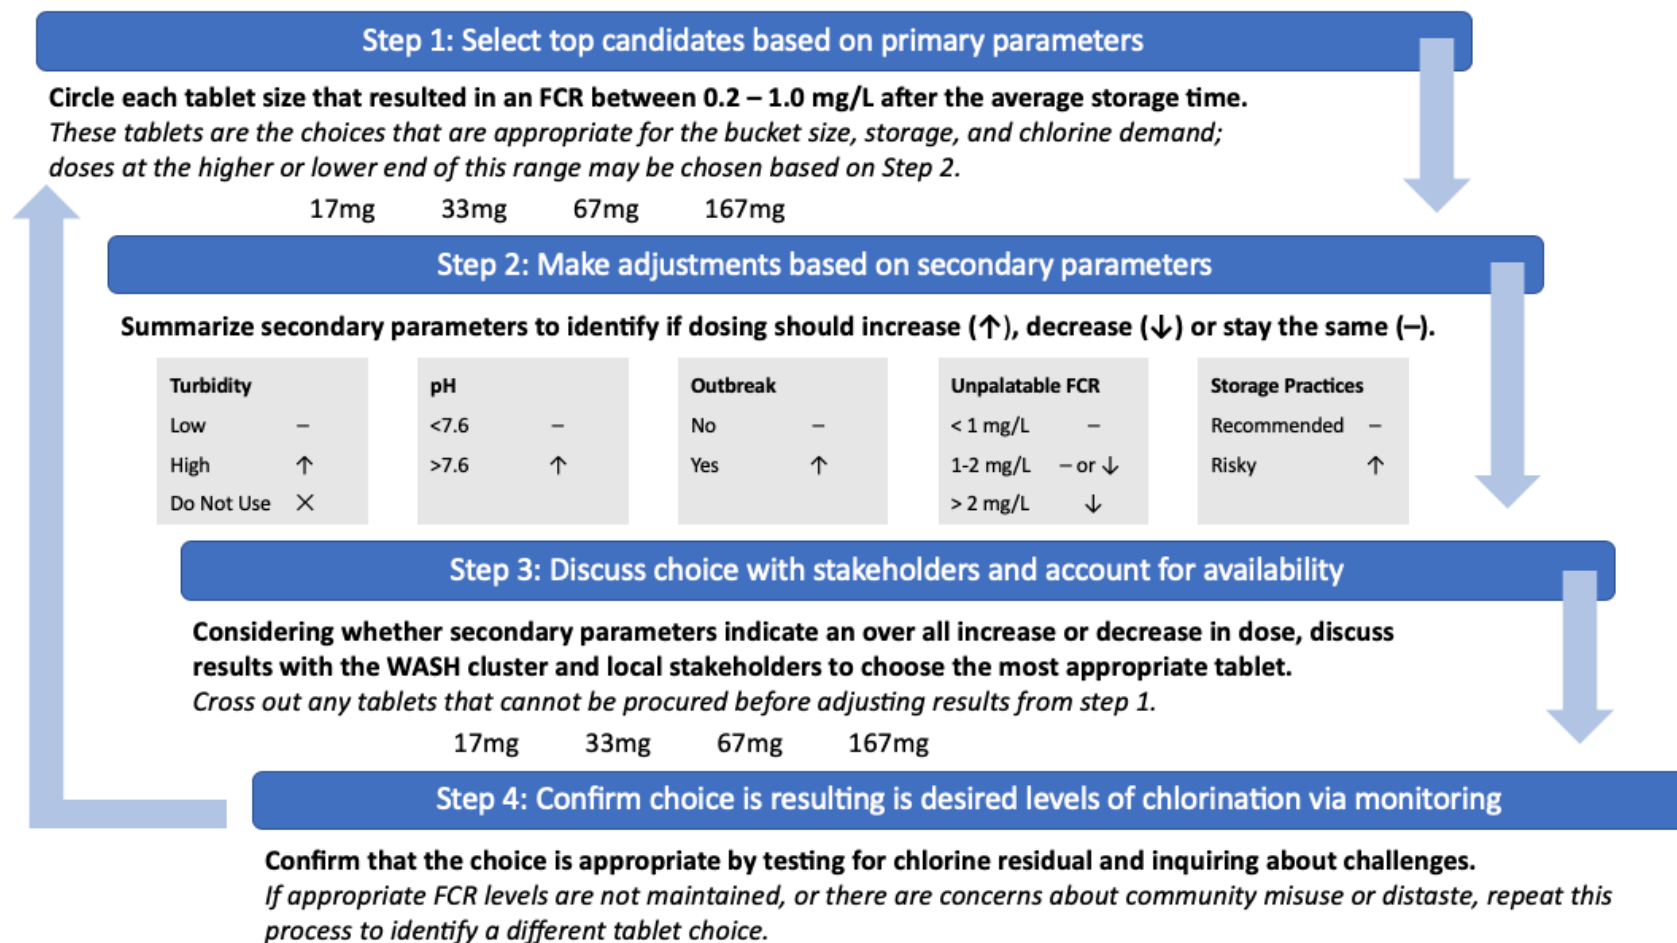 Step 1: Select top candidates based on primary parameters
Circle each tablet size that resulted in an FCR between 0.2 – 1.0 mg/L after the average storage time.
These tablets are the choices that are appropriate for the bucket size, storage, and chlorine demand;
doses at the higher or lower end of this range may be chosen based on Step 2.
17mg 33mg 67mg 167mg
Step 2: Make adjustments based on secondary parameters
Summarize secondary parameters to identify if dosing should increase (↑), decrease (↓) or stay the same (–).
Turbidity
Low –
High ↑
Do Not Use ×
pH
<7.6 –
>7.6 ↑
Outbreak
No –
Yes ↑
Unpalatable FCR
< 1 mg/L –
1-2 mg/L – or ↓
> 2 mg/L ↓
Storage Practices
Recommended –
Risky ↑
Step 3: Discuss choice with stakeholders and account for availability
Considering whether secondary parameters indicate an over all increase or decrease in dose, discuss
results with the WASH cluster and local stakeholders to choose the most appropriate tablet.
Cross out any tablets that cannot be procured before adjusting results from step 1.
17mg 33mg 67mg 167mg
Step 4: Confirm choice is resulting is desired levels of chlorination via monitoring
Confirm that the choice is appropriate by testing for chlorine residual and inquiring about challenges.
If appropriate FCR levels are not maintained, or there are concerns about community misuse or distaste, repeat this
process to identify a different tablet choice.